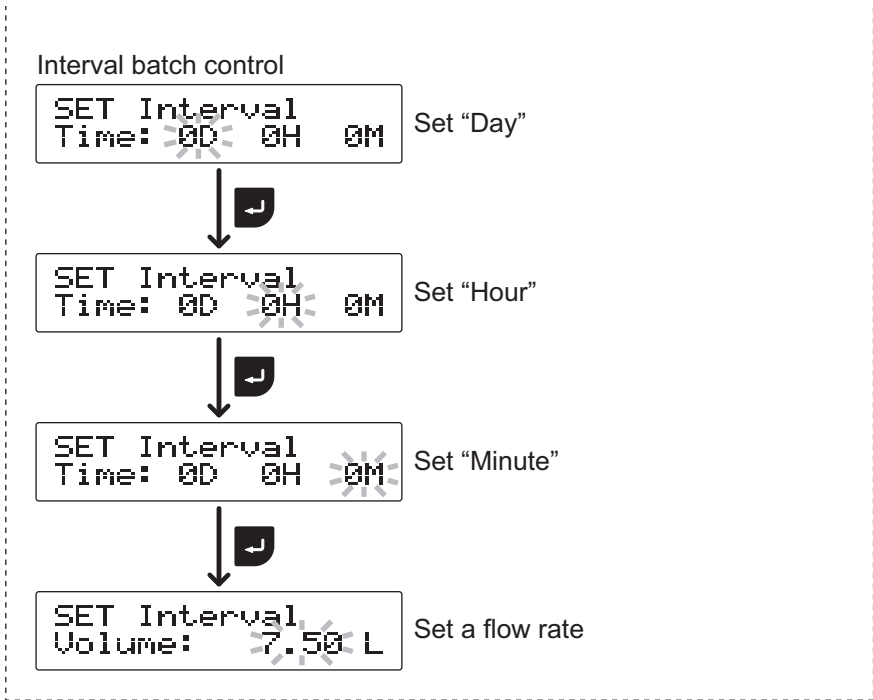 Interval batch control
SET Interval
Time: 0D 0H 0M
Set “Day”
SET Interval
Time: 0D 0H 0M
Set “Hour”
SET Interval
Time: 0D 0H 0M
Set “Minute”
SET Interval
Volume: 7.50 L
Set a flow rate